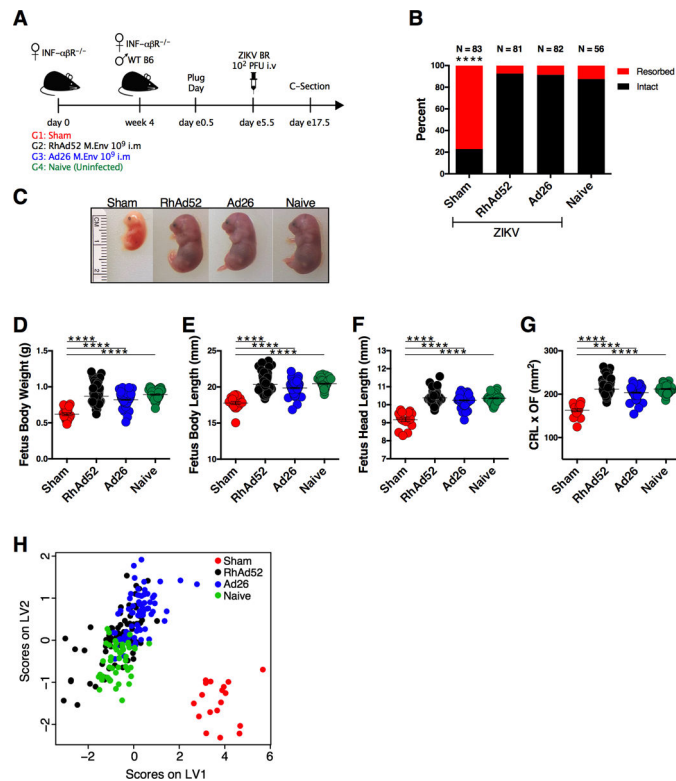 A
♀ INF-αβR⁻/⁻
♀ INF-αβR⁻/⁻
♂ WT B6
Plug
Day
ZIKV BR
10² PFU i.v
C-Section
day 0
week 4
day e0.5
day e5.5
day e17.5
G1: Sham
G2: RhAd52 M.Env 10⁹ i.m
G3: Ad26 M.Env 10⁹ i.m
G4: Naive (Uninfected)
B
N = 83 N = 81 N = 82 N = 56
****
Resorbed
Intact
Percent
100
80
60
40
20
0
Sham
RhAd52
Ad26
Naive
ZIKV
C
Sham RhAd52 Ad26 Naive
CM
1
2
D
****
****
****
Fetus Body Weight (g)
1.5
1.0
0.5
0.0
Sham
RhAd52
Ad26
Naive
E
****
****
****
Fetus Body Length (mm)
25
20
15
10
Sham
RhAd52
Ad26
Naive
F
****
****
****
Fetus Head Length (mm)
13
12
11
10
9
8
7
Sham
RhAd52
Ad26
Naive
G
****
****
****
CRL x OF (mm²)
300
200
100
Sham
RhAd52
Ad26
Naive
H
Sham
RhAd52
Ad26
Naive
Scores on LV2
2
1
0
−1
−2
−2 0 2 4 6
Scores on LV1